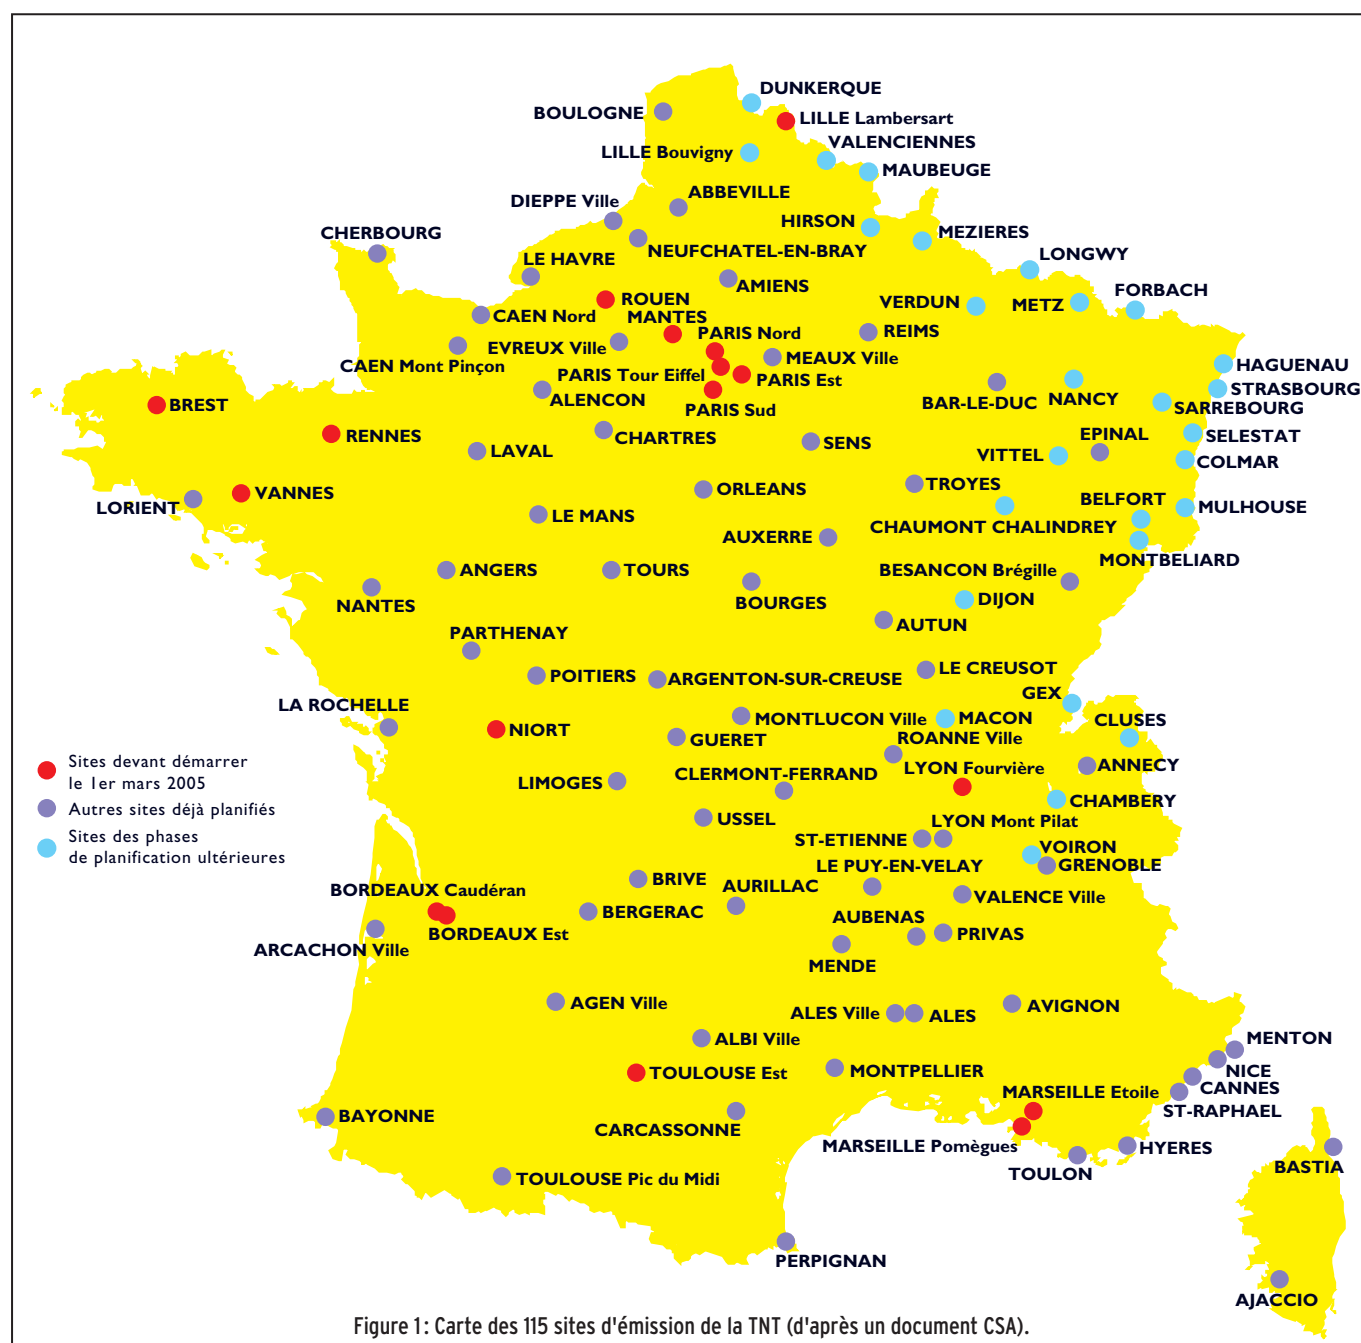 DUNKERQUE
BOULOGNE
LILLE Lambersart
VALENCIENNES
LILLE Bouvigny
MAUBEUGE
ABBEVILLE
DIEPPE Ville
HIRSON
MEZIERES
CHERBOURG
NEUFCHATEL-EN-BRAY
LONGWY
LE HAVRE
AMIENS
FORBACH
ROUEN
VERDUN
METZ
MANTES
CAEN Nord
PARIS Nord
REIMS
EVREUX Ville
MEAUX Ville
CAEN Mont Pinçon
HAGUENAU
PARIS Tour Eiffel
PARIS Est
STRASBOURG
ALENCON
BAR-LE-DUC
NANCY
BREST
PARIS Sud
SARREBOURG
RENNES
CHARTRES
EPINAL
SELESTAT
LAVAL
SENS
VITTEL
COLMAR
VANNES
ORLEANS
TROYES
BELFORT
LORIENT
MULHOUSE
LE MANS
CHAUMONT CHALINDREY
AUXERRE
MONTBELIARD
ANGERS
TOURS
BESANCON Brégille
NANTES
BOURGES
DIJON
AUTUN
PARTHENAY
POITIERS
ARGENTON-SUR-CREUSE
LE CREUSOT
GEX
LA ROCHELLE
MONTLUCON Ville
MACON
CLUSES
NIORT
GUERET
ROANNE Ville
Sites devant démarrer
le 1er mars 2005
Autres sites déjà planifiés
Sites des phases
de planification ultérieures
LIMOGES
CLERMONT-FERRAND
LYON Fourvière
ANNECY
CHAMBERY
USSEL
LYON Mont Pilat
ST-ETIENNE
VOIRON
LE PUY-EN-VELAY
GRENOBLE
BRIVE
BORDEAUX Caudéran
AURILLAC
VALENCE Ville
BERGERAC
AUBENAS
BORDEAUX Est
PRIVAS
ARCACHON Ville
MENDE
AGEN Ville
ALES Ville
ALES
AVIGNON
ALBI Ville
MENTON
NICE
TOULOUSE Est
MONTPELLIER
CANNES
MARSEILLE Etoile
ST-RAPHAEL
BAYONNE
CARCASSONNE
MARSEILLE Pomègues
HYERES
TOULON
BASTIA
TOULOUSE Pic du Midi
PERPIGNAN
AJACCIO
Figure 1 : Carte des 115 sites d'émission de la TNT (d'après un document CSA).